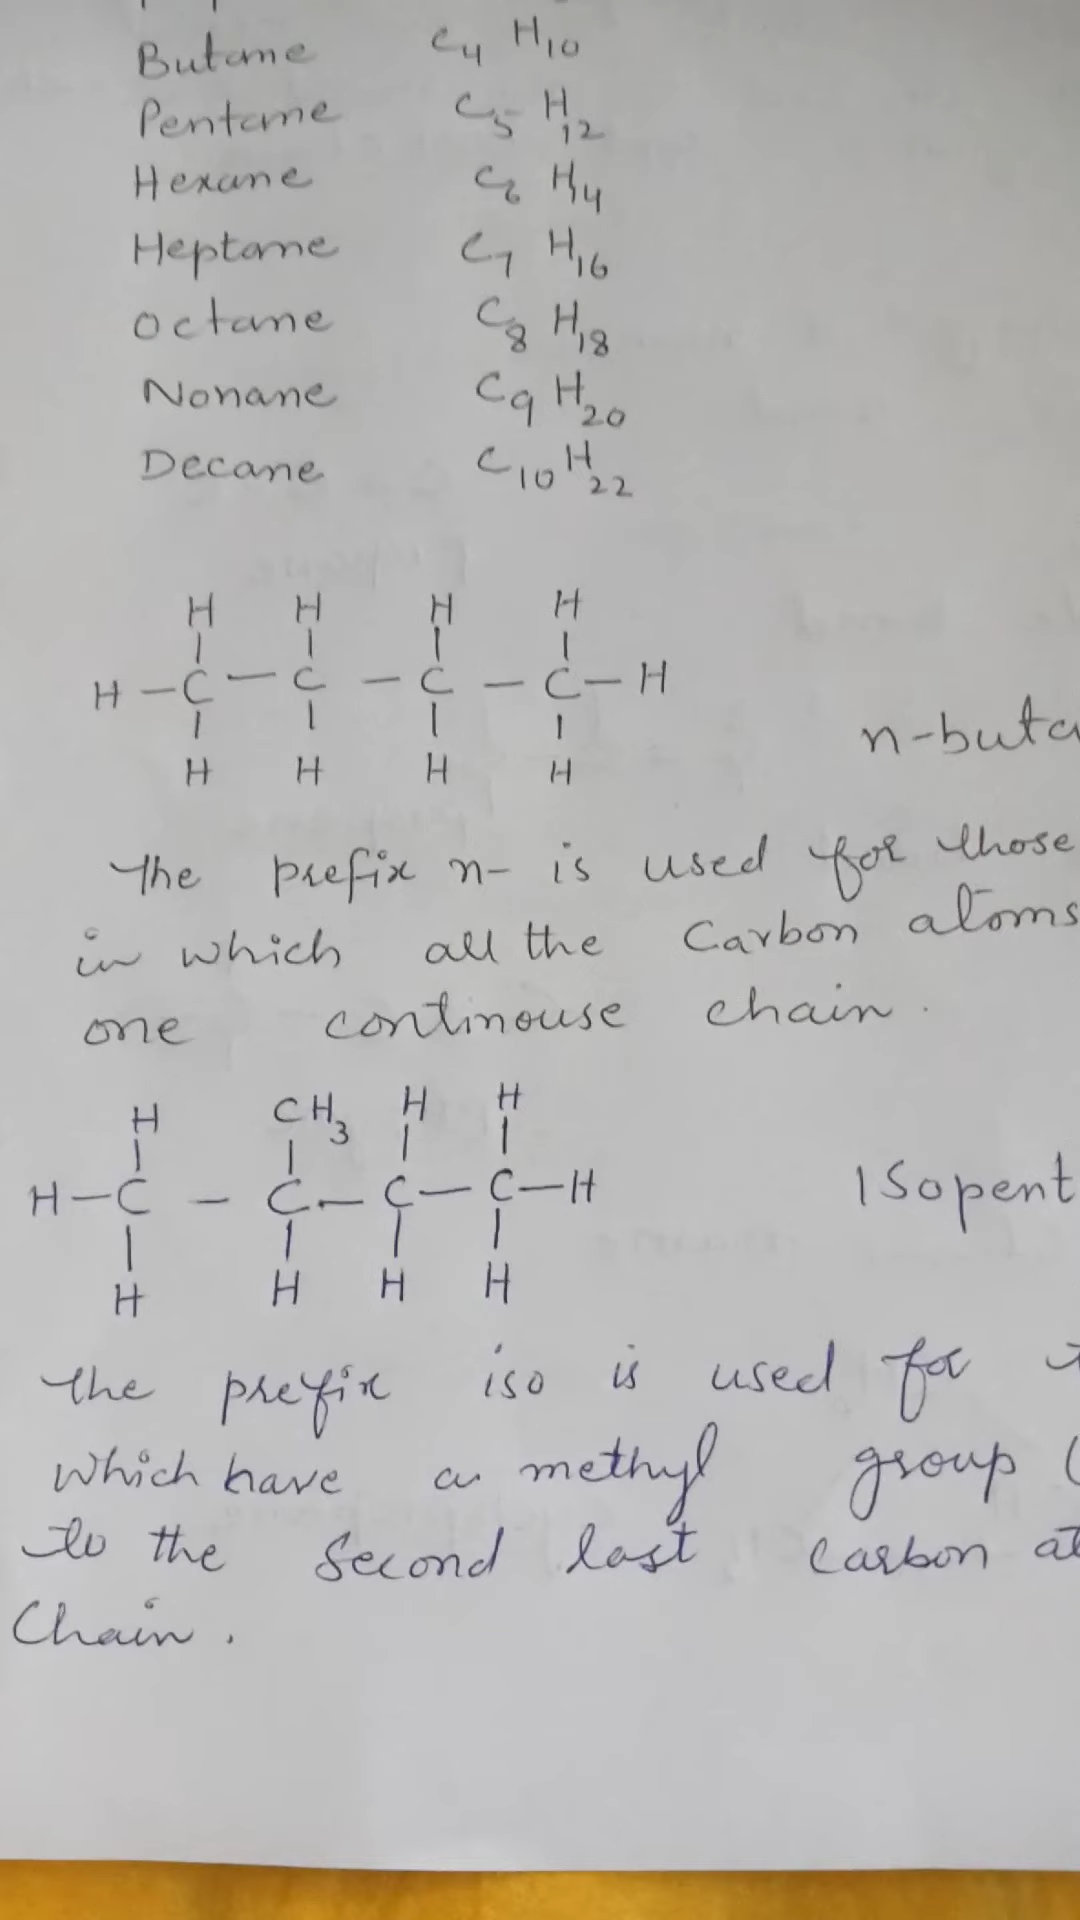 Butane C4 H10
Pentane C5 H12
Hexane C6 H14
Heptane C7 H16
Octane C8 H18
Nonane C9 H20
Decane C10 H22
H H H H
H - C - C - C - C - H
H H H H
n-buta
the prefix n- is used for those
in which all the Carbon atoms
one continouse chain.
H CH3 H H
H - C - C - C - C - H
H H H H
Isopent
the prefix iso is used for t
which have a methyl group (
to the second last carbon at
Chain.